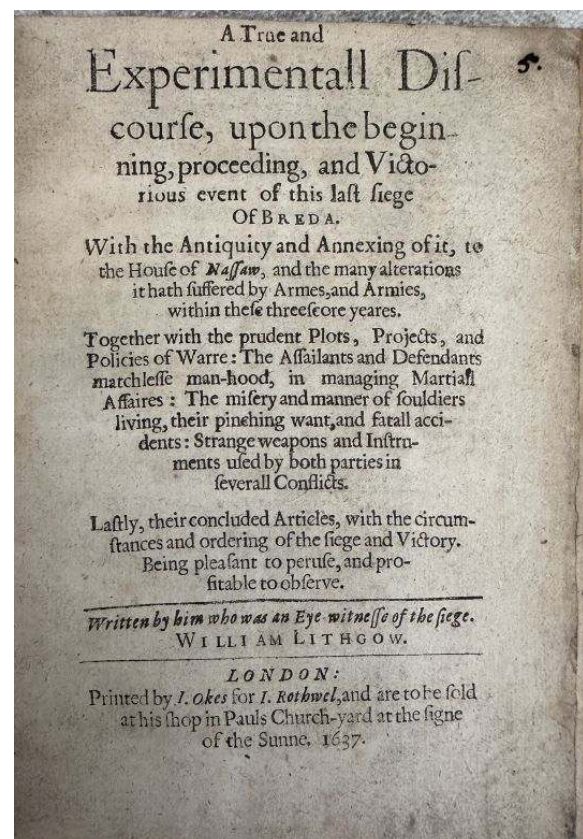 A True and
Experimentall Diſ-
5.
courſe, upon the begin-
ning, proceeding, and Victo-
rious event of this laſt ſiege
Of BREDA.
With the Antiquity and Annexing of it, to
the Houſe of Naſſaw, and the many alterations
it hath ſuffered by Armes, and Armies,
within theſe threeſcore yeares.
Together with the prudent Plots, Projects, and
Policies of Warre: The Aſſailants and Defendants
matchleſſe man-hood, in managing Martiall
Affaires: The miſery and manner of ſouldiers
living, their pinching want, and fatall acci-
dents: Strange weapons and Inſtru-
ments uſed by both parties in
ſeverall Conflicts.
Laſtly, their concluded Articles, with the circum-
ſtances and ordering of the ſiege and Victory.
Being pleaſant to peruſe, and pro-
fitable to obſerve.
Written by him who was an Eye-witneſſe of the ſiege.
WILLIAM LITHGOW.
LONDON:
Printed by I. Okes for I. Rothwel, and are to be ſold
at his ſhop in Pauls Church-yard at the ſigne
of the Sunne. 1637.